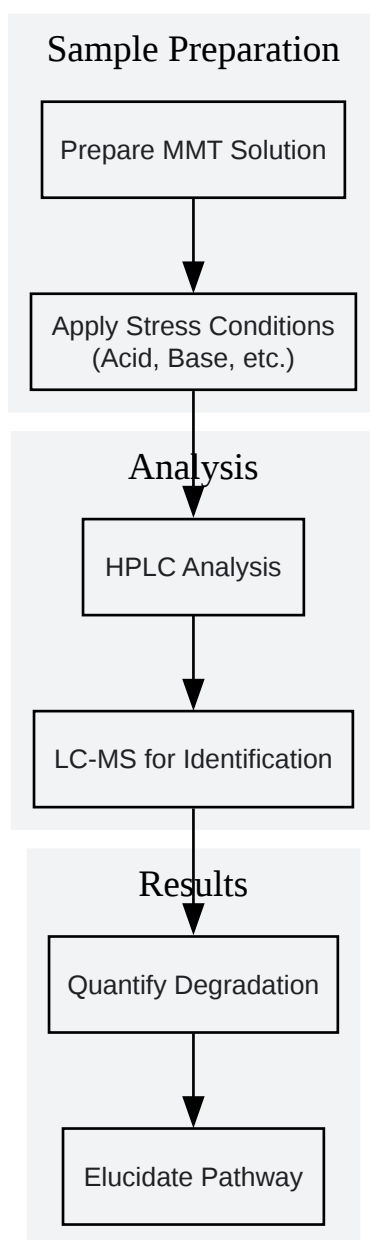 Sample Preparation
Prepare MMT Solution
Apply Stress Conditions
(Acid, Base, etc.)
Analysis
HPLC Analysis
LC-MS for Identification
Results
Quantify Degradation
Elucidate Pathway